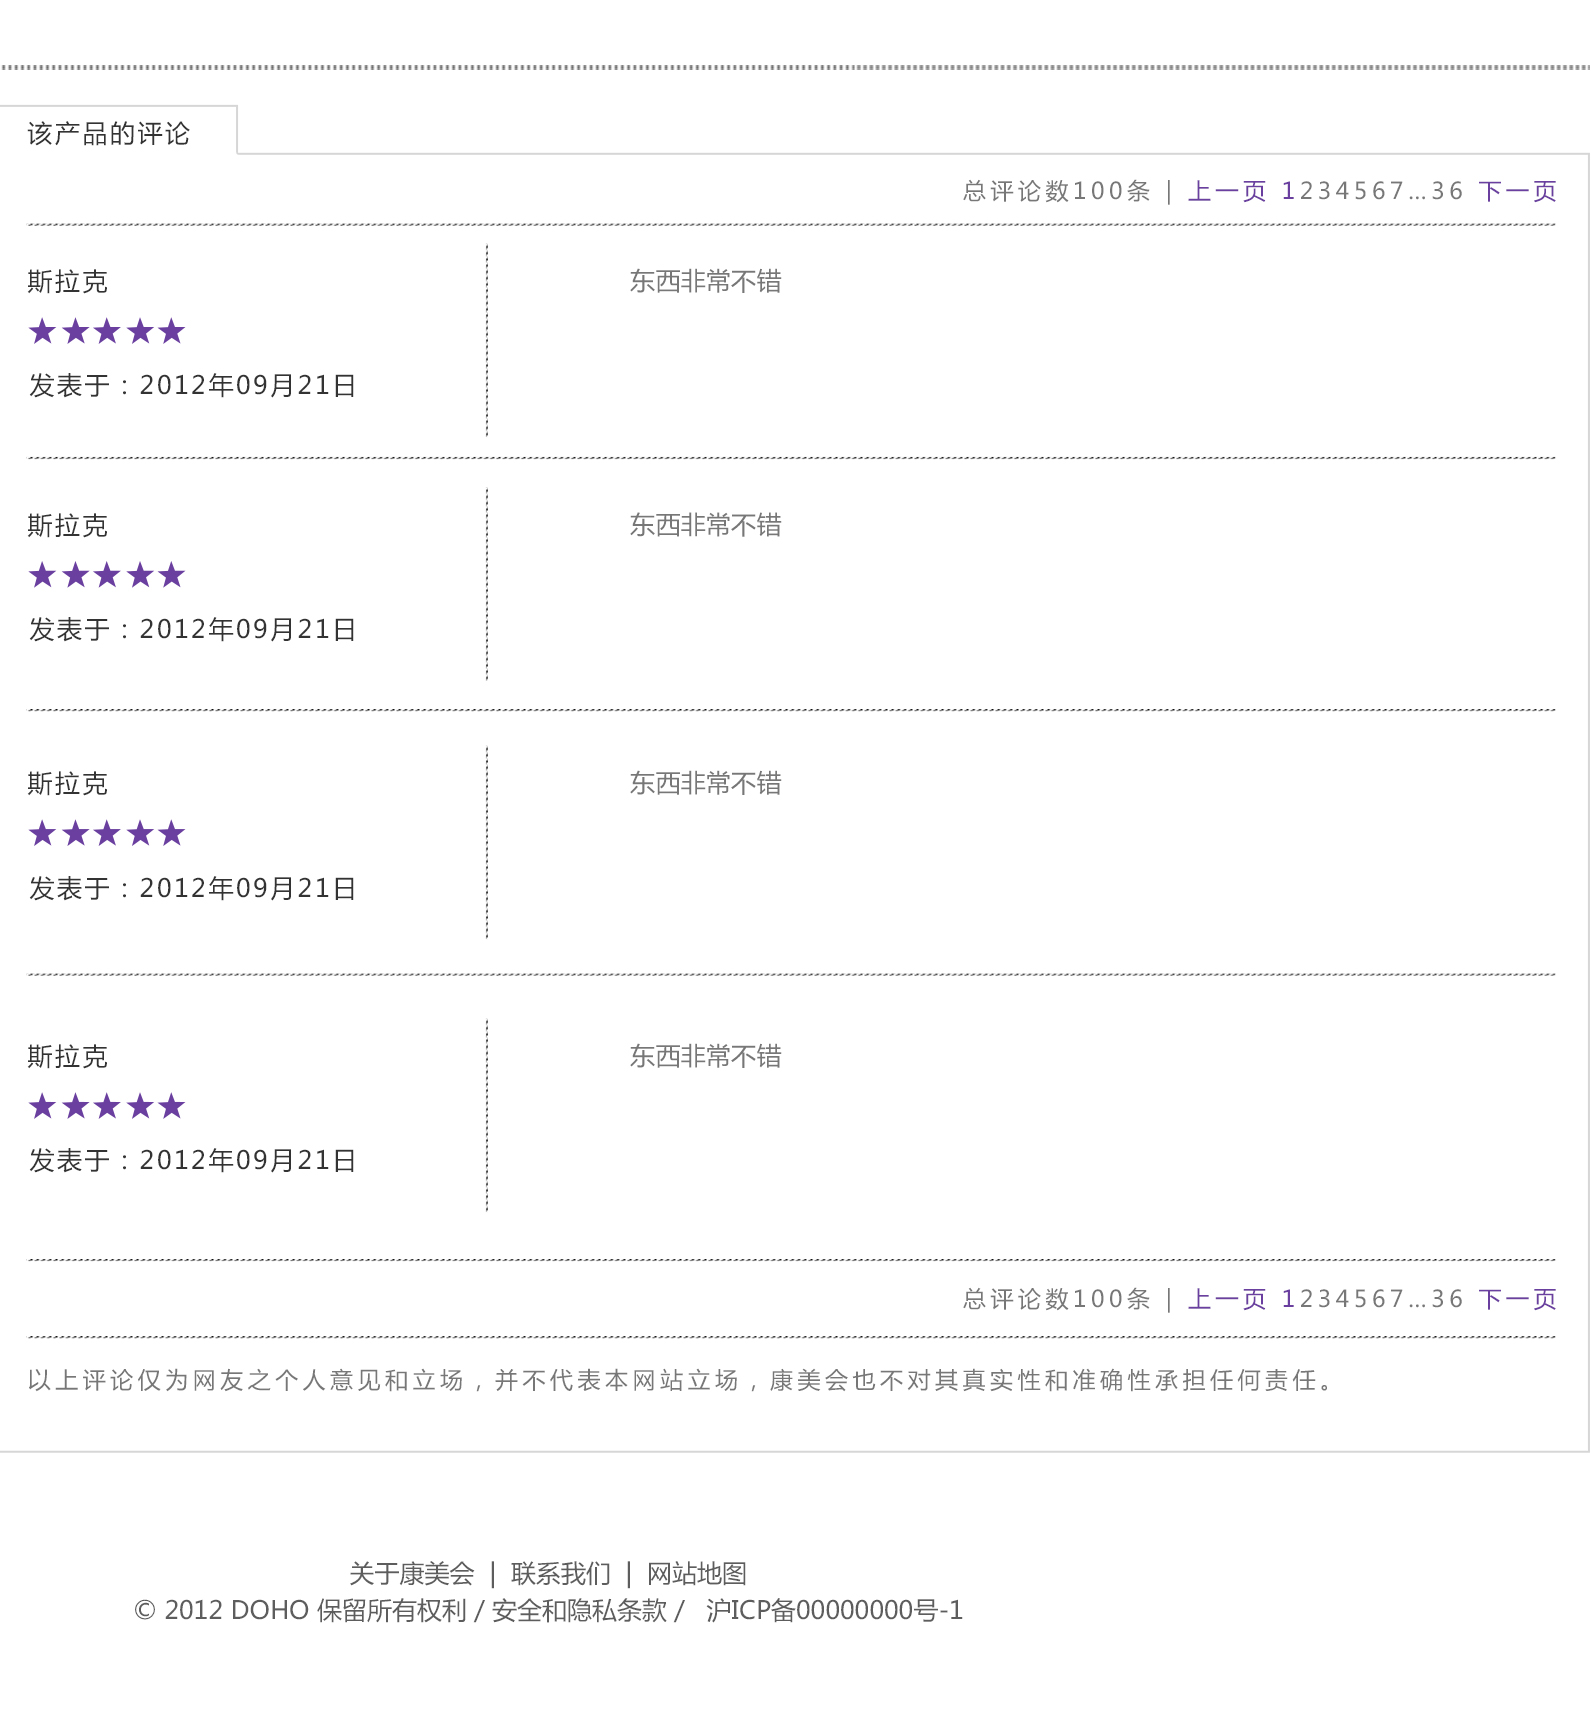 该产品的评论
总评论数100条 | 上一页 1234567...36 下一页
斯拉克
东西非常不错
★★★★★
发表于：2012年09月21日
斯拉克
东西非常不错
★★★★★
发表于：2012年09月21日
斯拉克
东西非常不错
★★★★★
发表于：2012年09月21日
斯拉克
东西非常不错
★★★★★
发表于：2012年09月21日
总评论数100条 | 上一页 1234567...36 下一页
以上评论仅为网友之个人意见和立场，并不代表本网站立场，康美会也不对其真实性和准确性承担任何责任。
关于康美会 | 联系我们 | 网站地图
© 2012 DOHO 保留所有权利 / 安全和隐私条款 / 沪ICP备00000000号-1